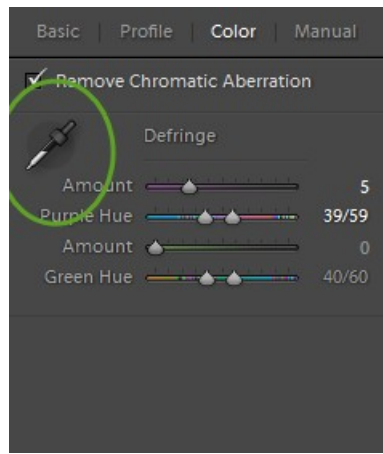 Basic | Profile | Color | Manual
Remove Chromatic Aberration
Defringe
Amount 5
Purple Hue 39/59
Amount 0
Green Hue 40/60